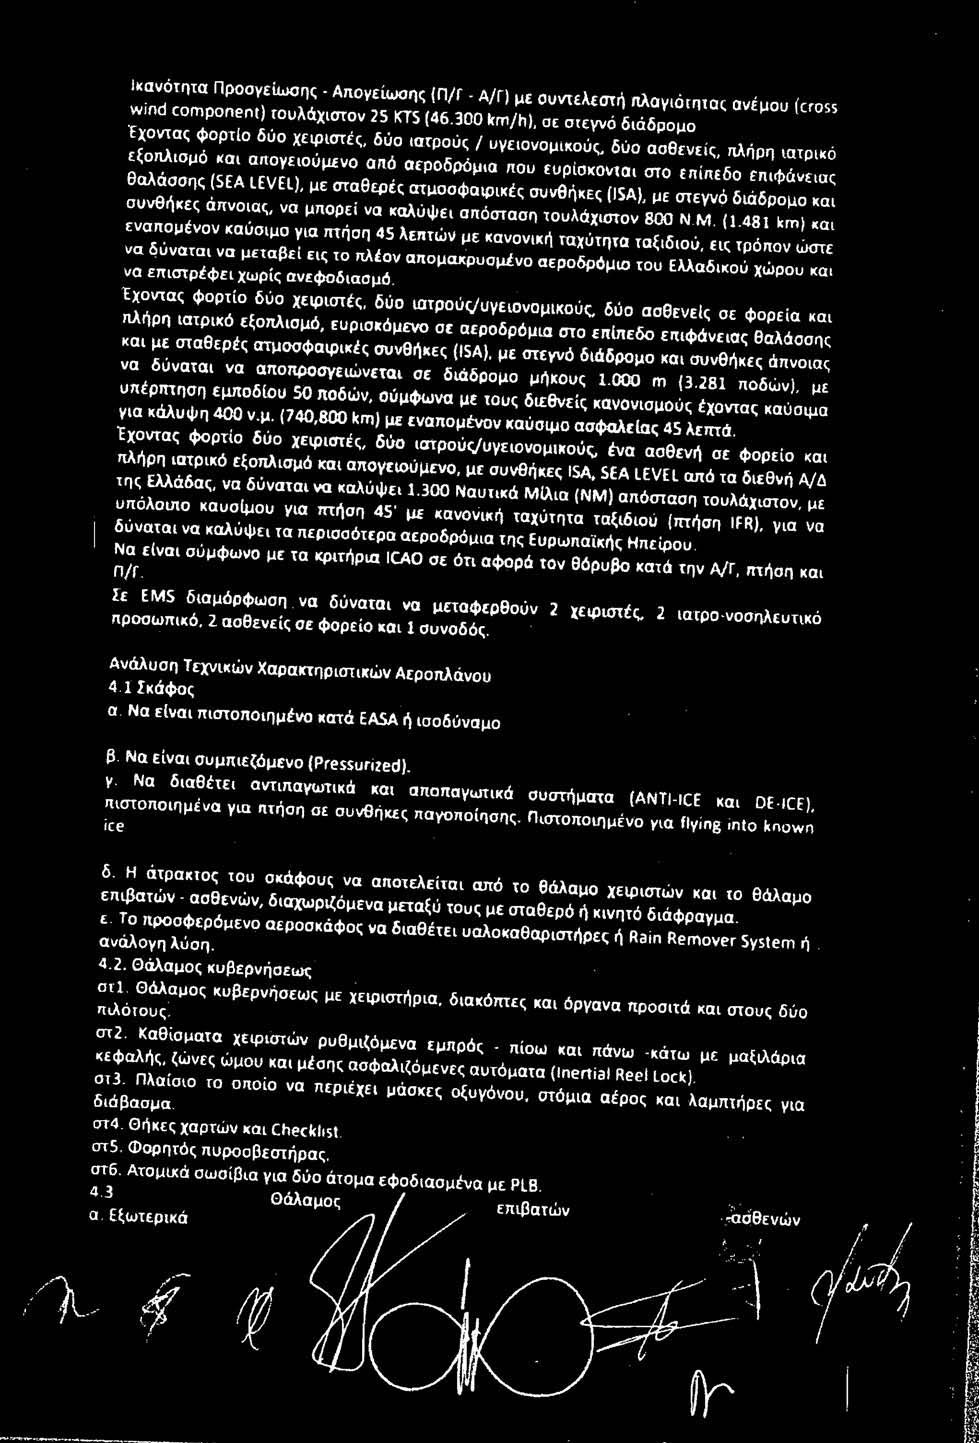 Ικανότητα Προσγείωσης - Απογείωσης (Π/Γ - Α/Γ) με συντελεστή πλαγιότητας ανέμου (cross
wind component) τουλάχιστον 25 KTS (46.300 km/h), σε στεγνό διάδρομο
Έχοντας φορτίο δύο χειριστές, δύο ιατρούς / υγειονομικούς, δύο ασθενείς, πλήρη ιατρικό
εξοπλισμό και απογειούμενο από αεροδρόμια που ευρίσκονται στο επίπεδο επιφάνειας
θαλάσσης (SEA LEVEL), με σταθερές ατμοσφαιρικές συνθήκες (ISA), με στεγνό διάδρομο και
συνθήκες άπνοιας, να μπορεί να καλύψει απόσταση τουλάχιστον 800 N.M. (1.481 km) και
εναπομένον καύσιμο για πτήση 45 λεπτών με κανονική ταχύτητα ταξιδιού, εις τρόπον ώστε
να δύναται να μεταβεί εις το πλέον απομακρυσμένο αεροδρόμιο του Ελλαδικού χώρου και
να επιστρέφει χωρίς ανεφοδιασμό.
Έχοντας φορτίο δύο χειριστές, δύο ιατρούς/υγειονομικούς, δύο ασθενείς σε φορεία και
πλήρη ιατρικό εξοπλισμό, ευρισκόμενο σε αεροδρόμια στο επίπεδο επιφάνειας θαλάσσης
και με σταθερές ατμοσφαιρικές συνθήκες (ISA), με στεγνό διάδρομο και συνθήκες άπνοιας
να δύναται να αποπροσγειώνεται σε διάδρομο μήκους 1.000 m (3.281 ποδών), με
υπέρπτηση εμποδίου 50 ποδών, σύμφωνα με τους διεθνείς κανονισμούς έχοντας καύσιμα
για κάλυψη 400 ν.μ. (740,800 km) με εναπομένον καύσιμο ασφαλείας 45 λεπτά.
Έχοντας φορτίο δύο χειριστές, δύο ιατρούς/υγειονομικούς, ένα ασθενή σε φορείο και
πλήρη ιατρικό εξοπλισμό και απογειούμενο, με συνθήκες ISA, SEA LEVEL από τα διεθνή Α/Δ
της Ελλάδας, να δύναται να καλύψει 1.300 Ναυτικά Μίλια (NM) απόσταση τουλάχιστον, με
υπόλοιπο καυσίμου για πτήση 45' με κανονική ταχύτητα ταξιδιού (πτήση IFR), για να
δύναται να καλύψει τα περισσότερα αεροδρόμια της Ευρωπαϊκής Ηπείρου.
Να είναι σύμφωνο με τα κριτήρια ICAO σε ότι αφορά τον θόρυβο κατά την Α/Γ, πτήση και
Π/Γ.
Σε EMS διαμόρφωση να δύναται να μεταφερθούν 2 χειριστές, 2 ιατρο-νοσηλευτικό
προσωπικό, 2 ασθενείς σε φορείο και 1 συνοδός.
Ανάλυση Τεχνικών Χαρακτηριστικών Αεροπλάνου
4.1 Σκάφος
α. Να είναι πιστοποιημένο κατά EASA ή ισοδύναμο
β. Να είναι συμπιεζόμενο (Pressurized).
γ. Να διαθέτει αντιπαγωτικά και αποπαγωτικά συστήματα (ANTI-ICE και DE-ICE),
πιστοποιημένα για πτήση σε συνθήκες παγοποίησης. Πιστοποιημένο για flying into known
ice
δ. Η άτρακτος του σκάφους να αποτελείται από το θάλαμο χειριστών και το θάλαμο
επιβατών - ασθενών, διαχωριζόμενα μεταξύ τους με σταθερό ή κινητό διάφραγμα.
ε. Το προσφερόμενο αεροσκάφος να διαθέτει υαλοκαθαριστήρες ή Rain Remover System ή
ανάλογη λύση.
4.2. Θάλαμος κυβερνήσεως
στ1. Θάλαμος κυβερνήσεως με χειριστήρια, διακόπτες και όργανα προσιτά και στους δύο
πιλότους.
στ2. Καθίσματα χειριστών ρυθμιζόμενα εμπρός - πίσω και πάνω -κάτω με μαξιλάρια
κεφαλής, ζώνες ώμου και μέσης ασφαλιζόμενες αυτόματα (Inertial Reel Lock).
στ3. Πλαίσιο το οποίο να περιέχει μάσκες οξυγόνου, στόμια αέρος και λαμπτήρες για
διάβασμα.
στ4. Θήκες χαρτών και Checklist.
στ5. Φορητός πυροσβεστήρας.
στ6. Ατομικά σωσίβια για δύο άτομα εφοδιασμένα με PLB.
4.3 Θάλαμος επιβατών -ασθενών
α. Εξωτερικά